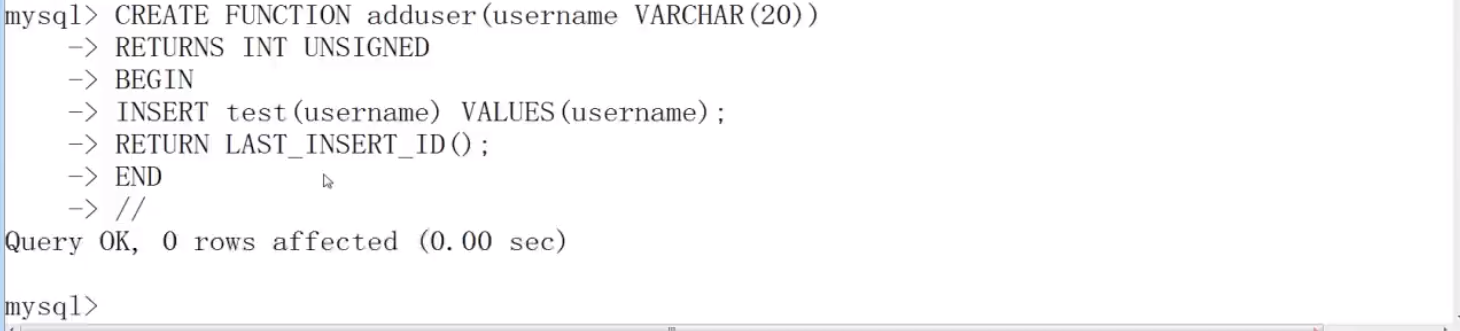 mysql> CREATE FUNCTION adduser(username VARCHAR(20))
-> RETURNS INT UNSIGNED
-> BEGIN
-> INSERT test(username) VALUES(username);
-> RETURN LAST_INSERT_ID();
-> END
-> //
Query OK, 0 rows affected (0.00 sec)
mysql>